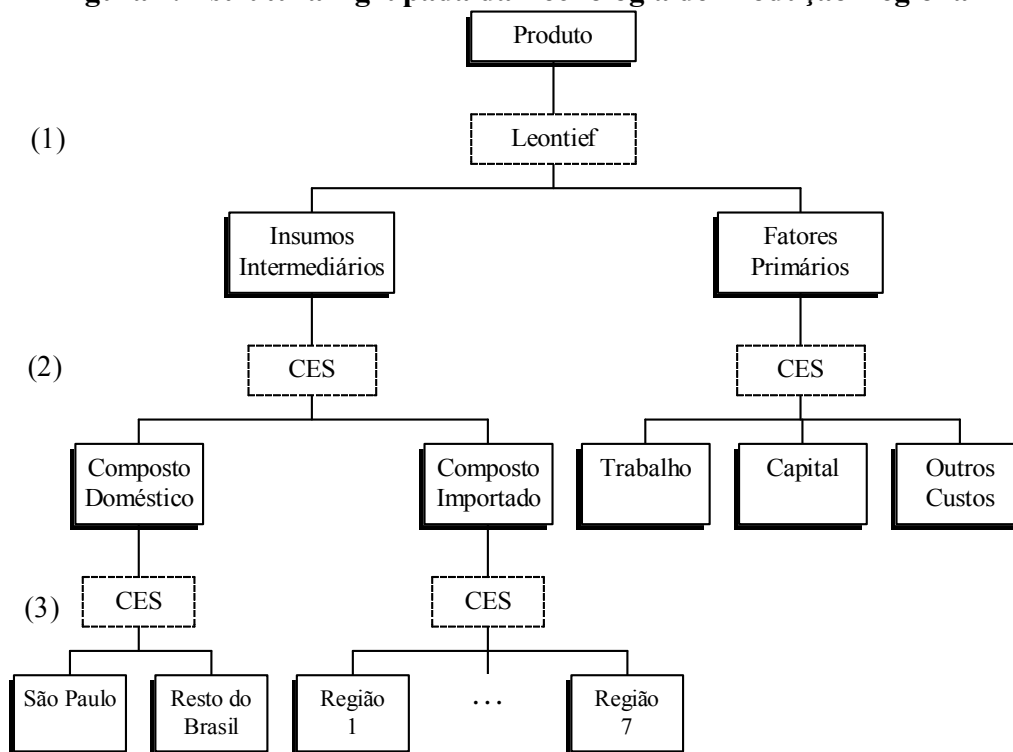 Produto
(1)
Leontief
Insumos
Intermediários
Fatores
Primários
(2)
CES
CES
Composto
Doméstico
Composto
Importado
Trabalho
Capital
Outros
Custos
(3)
CES
CES
São Paulo
Resto do
Brasil
Região
1
...
Região
7